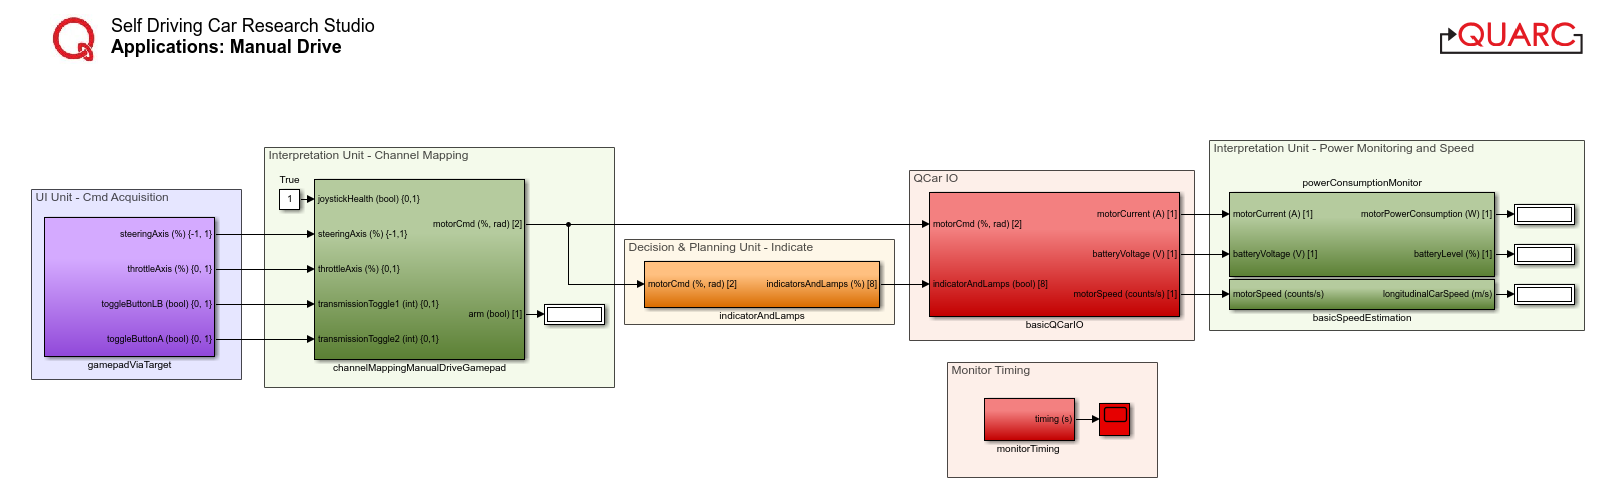 Self Driving Car Research Studio
Applications: Manual Drive
QUARC
UI Unit - Cmd Acquisition
steeringAxis (%) {-1, 1}
throttleAxis (%) {0, 1}
toggleButtonLB (bool) {0, 1}
toggleButtonA (bool) {0, 1}
gamepadViaTarget
Interpretation Unit - Channel Mapping
True
1
joystickHealth (bool) {0,1}
steeringAxis (%) {-1,1}
throttleAxis (%) {0,1}
transmissionToggle1 (int) {0,1}
transmissionToggle2 (int) {0,1}
motorCmd (%, rad) [2]
arm (bool) [1]
channelMappingManualDriveGamepad
Decision & Planning Unit - Indicate
motorCmd (%, rad) [2]
indicatorsAndLamps (%) [8]
indicatorAndLamps
QCar IO
motorCmd (%, rad) [2]
indicatorAndLamps (bool) [8]
motorCurrent (A) [1]
batteryVoltage (V) [1]
motorSpeed (counts/s) [1]
basicQCarIO
Interpretation Unit - Power Monitoring and Speed
powerConsumptionMonitor
motorCurrent (A) [1]
batteryVoltage (V) [1]
motorPowerConsumption (W) [1]
batteryLevel (%) [1]
motorSpeed (counts/s)
longitudinalCarSpeed (m/s)
basicSpeedEstimation
Monitor Timing
timing (s)
monitorTiming